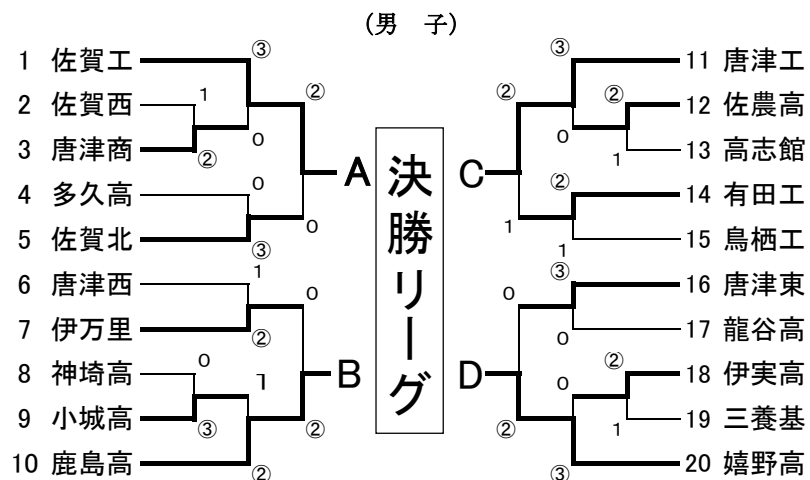 (男 子)
1 佐賀工
2 佐賀西
3 唐津商
4 多久高
5 佐賀北
6 唐津西
7 伊万里
8 神埼高
9 小城高
10 鹿島高
③
1
②
0
②
0
③
0
1
②
0
③
1
②
0
②
A
B
決勝リーグ
C
D
③
②
②
1
0
②
1
1
③
0
0
②
1
0
②
③
11 唐津工
12 佐農高
13 高志館
14 有田工
15 鳥栖工
16 唐津東
17 龍谷高
18 伊実高
19 三養基
20 嬉野高